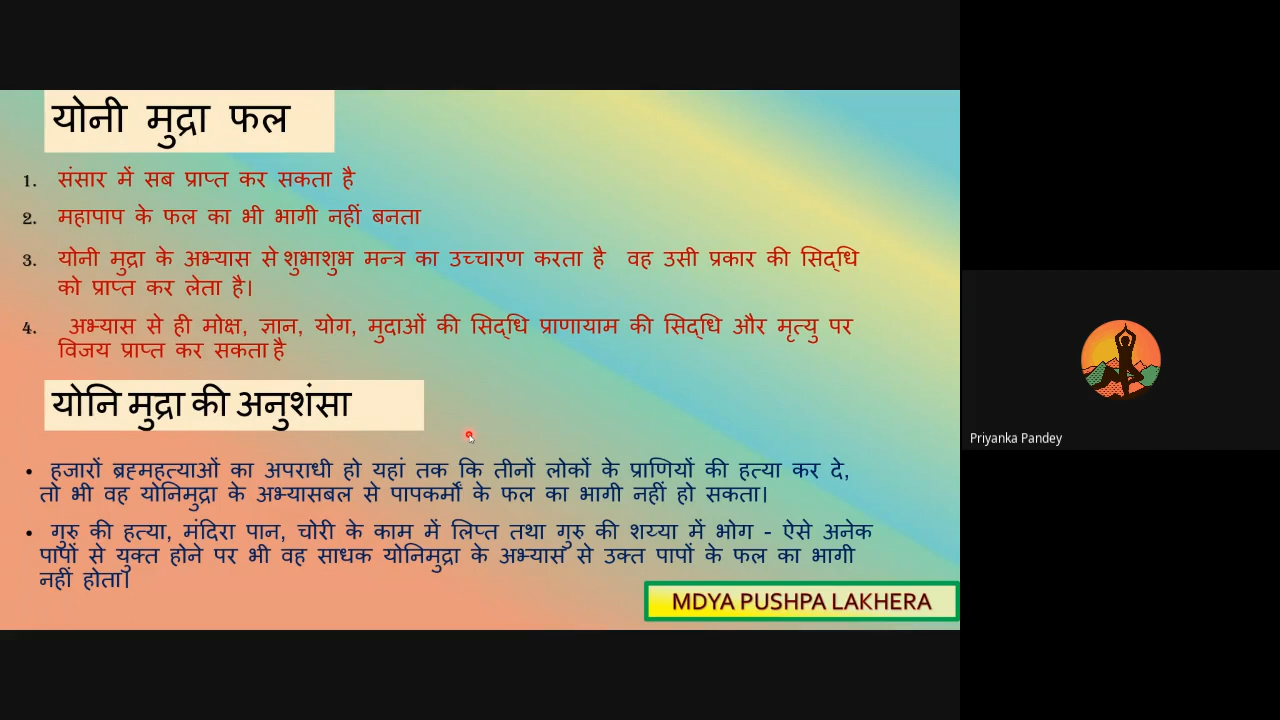 योनी मुद्रा फल
1. संसार में सब प्राप्त कर सकता है
2. महापाप के फल का भी भागी नहीं बनता
3. योनी मुद्रा के अभ्यास से शुभाशुभ मन्त्र का उच्चारण करता है वह उसी प्रकार की सिद्धि
को प्राप्त कर लेता है।
4. अभ्यास से ही मोक्ष, ज्ञान, योग, मुदाओं की सिद्धि प्राणायाम की सिद्धि और मृत्यु पर
विजय प्राप्त कर सकता है
योनि मुद्रा की अनुशंसा
• हजारों ब्रह्महत्याओं का अपराधी हो यहां तक कि तीनों लोकों के प्राणियों की हत्या कर दे,
तो भी वह योनिमुद्रा के अभ्यासबल से पापकर्मों के फल का भागी नहीं हो सकता।
• गुरु की हत्या, मंदिरा पान, चोरी के काम में लिप्त तथा गुरु की शय्या में भोग - ऐसे अनेक
पापों से युक्त होने पर भी वह साधक योनिमुद्रा के अभ्यास से उक्त पापों के फल का भागी
नहीं होता|
MDYA PUSHPA LAKHERA
Priyanka Pandey